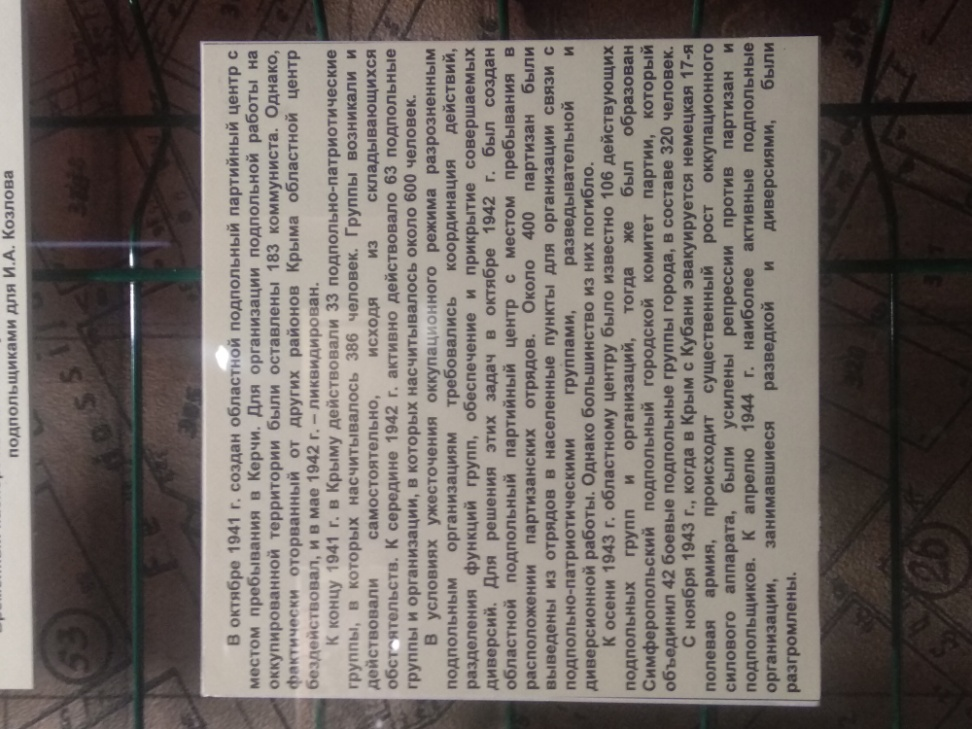 подпольщиками для И.А. Козлова
В октябре 1941 г. создан областной подпольный партийный центр с
местом пребывания в Керчи. Для организации подпольной работы на
оккупированной территории были оставлены 183 коммуниста. Однако,
фактически оторванный от других районов Крыма областной центр
бездействовал, и в мае 1942 г. – ликвидирован.
К концу 1941 г. в Крыму действовали 33 подпольно-патриотические
группы, в которых насчитывалось 386 человек. Группы возникали и
действовали самостоятельно, исходя из складывающихся
обстоятельств. К середине 1942 г. активно действовало 63 подпольные
группы и организации, в которых насчитывалось около 600 человек.
В условиях ужесточения оккупационного режима разрозненным
подпольным организациям требовались координация действий,
разделения функций групп, обеспечение и прикрытие совершаемых
диверсий. Для решения этих задач в октябре 1942 г. был создан
областной подпольный партийный центр с местом пребывания в
расположении партизанских отрядов. Около 400 партизан были
выведены из отрядов в населенные пункты для организации связи с
подпольно-патриотическими группами, разведывательной и
диверсионной работы. Однако большинство из них погибло.
К осени 1943 г. областному центру было известно 106 действующих
подпольных групп и организаций, тогда же был образован
Симферопольский подпольный городской комитет партии, который
объединил 42 боевые подпольные группы города, в составе 320 человек.
С ноября 1943 г., когда в Крым с Кубани эвакуируется немецкая 17-я
полевая армия, происходит существенный рост оккупационного
силового аппарата, были усилены репрессии против партизан и
подпольщиков. К апрелю 1944 г. наиболее активные подпольные
организации, занимавшиеся разведкой и диверсиями, были
разгромлены.
53
26